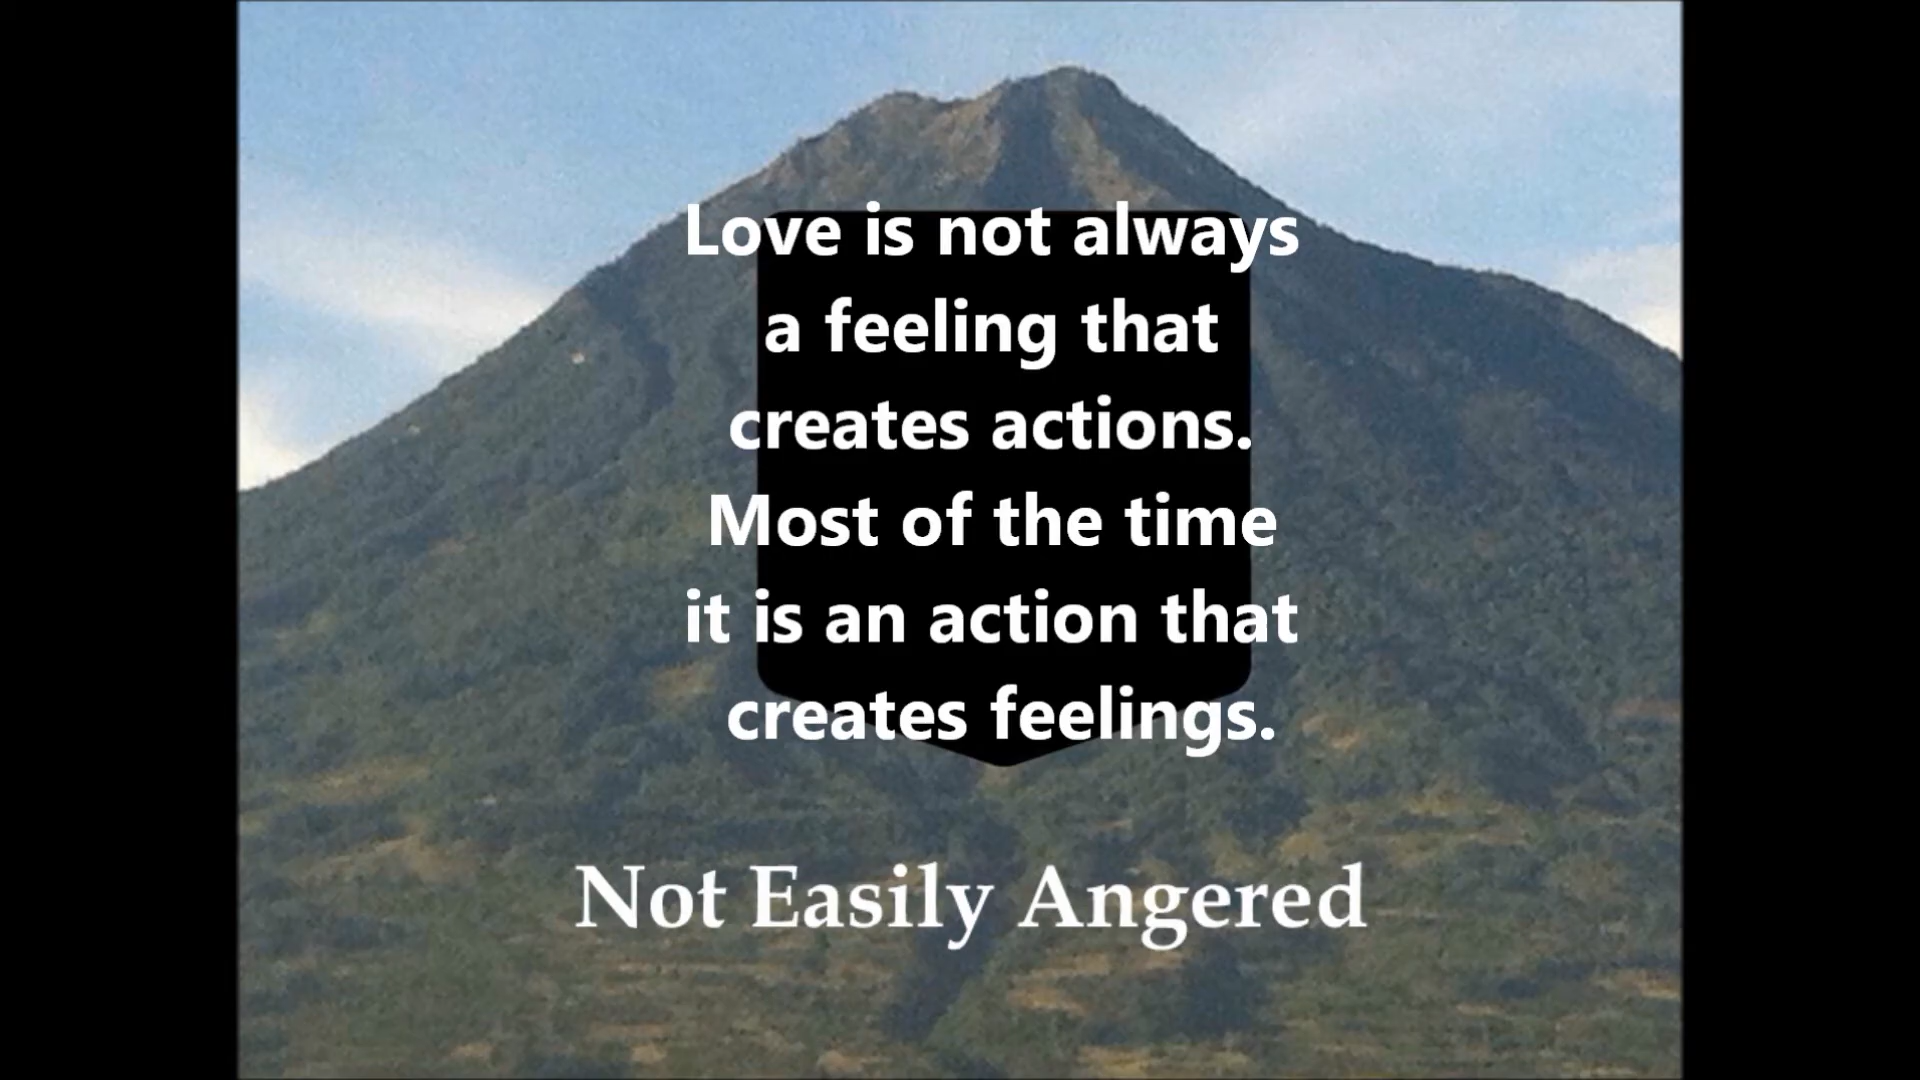 Love is not always
a feeling that
creates actions.
Most of the time
it is an action that
creates feelings.
Not Easily Angered